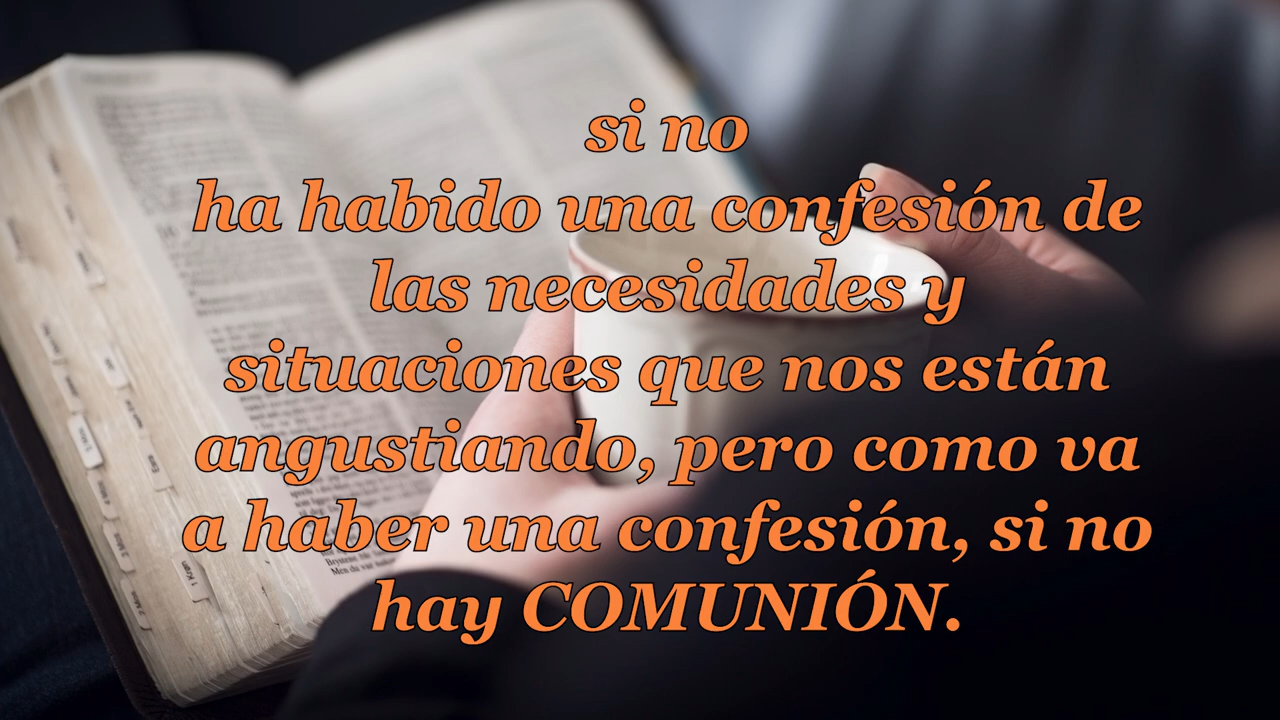 si no
ha habido una confesión de
las necesidades y
situaciones que nos están
angustiando, pero como va
a haber una confesión, si no
hay COMUNIÓN.